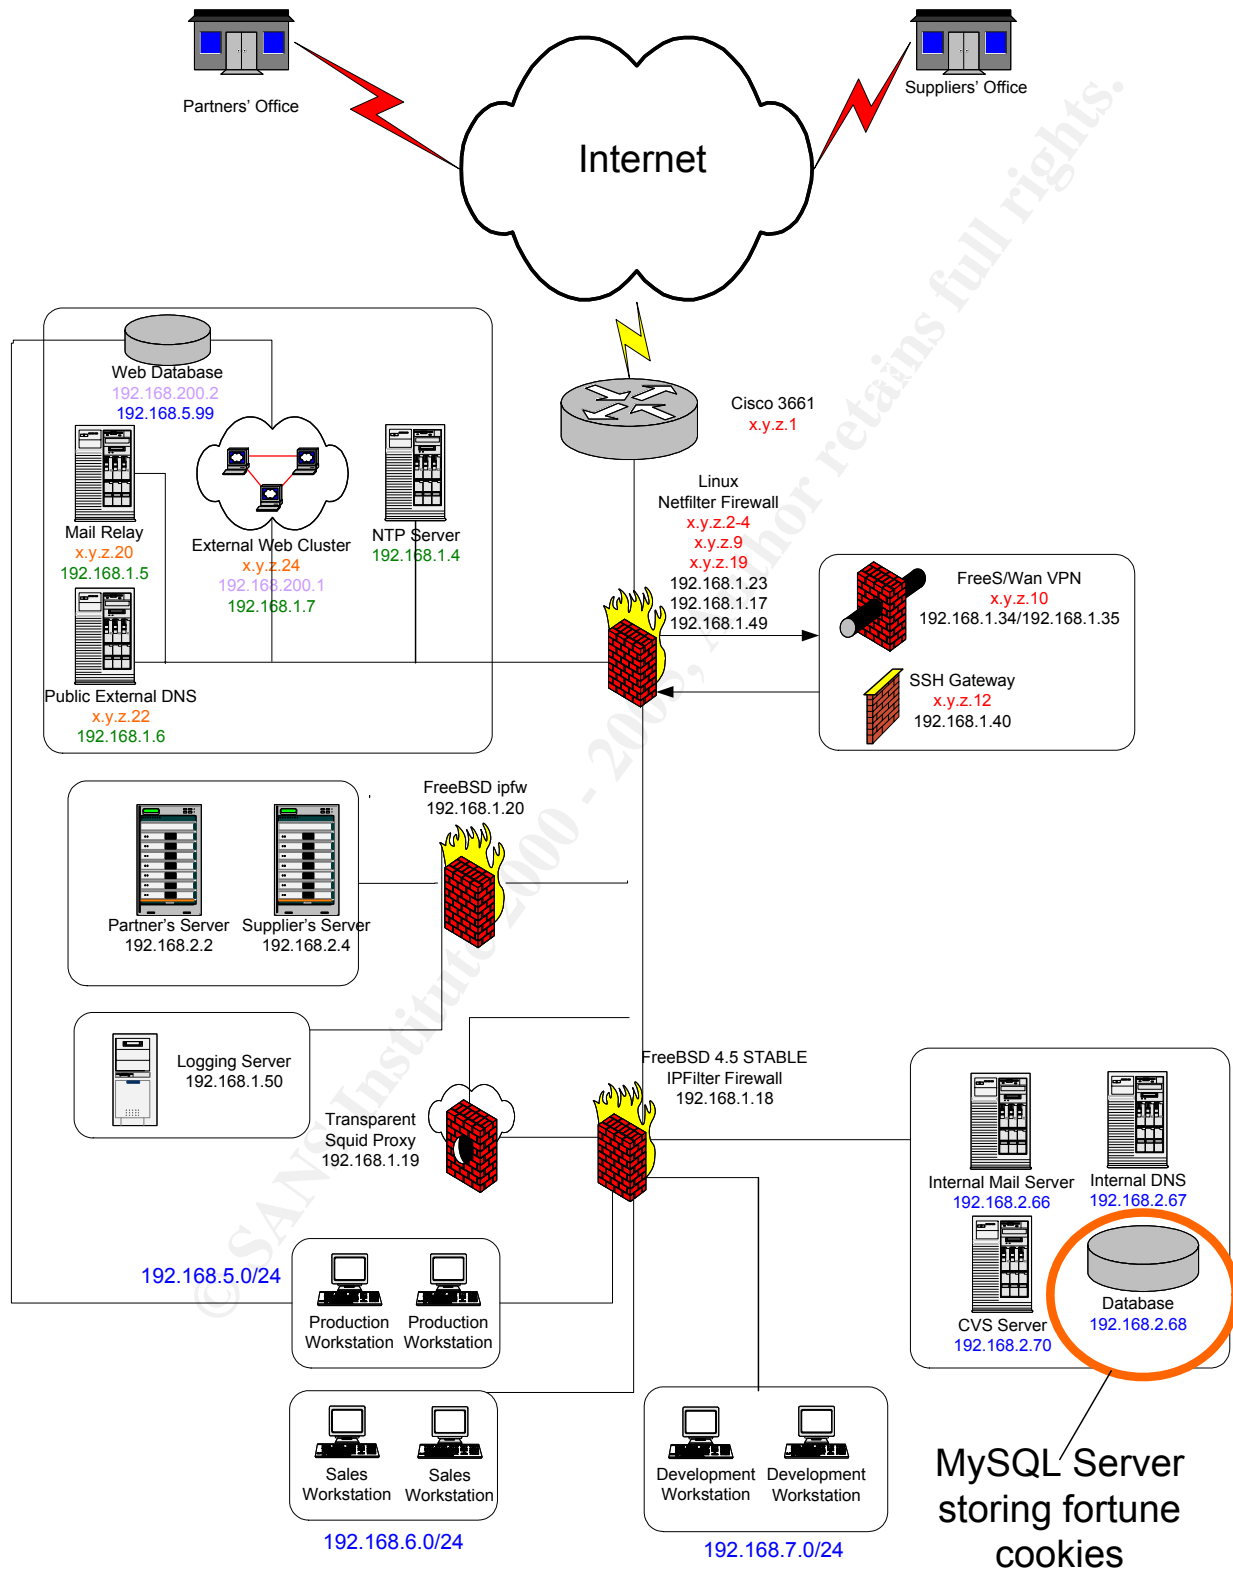 Partners' Office
Suppliers' Office
Internet
Web Database
192.168.200.2
192.168.5.99
Cisco 3661
x.y.z.1
Mail Relay
x.y.z.20
192.168.1.5
External Web Cluster
x.y.z.24
192.168.200.1
192.168.1.7
NTP Server
192.168.1.4
Linux
Netfilter Firewall
x.y.z.2-4
x.y.z.9
x.y.z.19
192.168.1.23
192.168.1.17
192.168.1.49
FreeS/Wan VPN
x.y.z.10
192.168.1.34/192.168.1.35
SSH Gateway
x.y.z.12
192.168.1.40
Public External DNS
x.y.z.22
192.168.1.6
FreeBSD ipfw
192.168.1.20
Partner's Server
192.168.2.2
Supplier's Server
192.168.2.4
Logging Server
192.168.1.50
Transparent
Squid Proxy
192.168.1.19
FreeBSD 4.5 STABLE
IPFilter Firewall
192.168.1.18
Internal Mail Server
192.168.2.66
Internal DNS
192.168.2.67
CVS Server
192.168.2.70
Database
192.168.2.68
192.168.5.0/24
Production
Workstation
Production
Workstation
Sales
Workstation
Sales
Workstation
192.168.6.0/24
Development
Workstation
Development
Workstation
192.168.7.0/24
MySQL Server
storing fortune
cookies
© SANS Institute 2000 - 200, Author retains full rights.